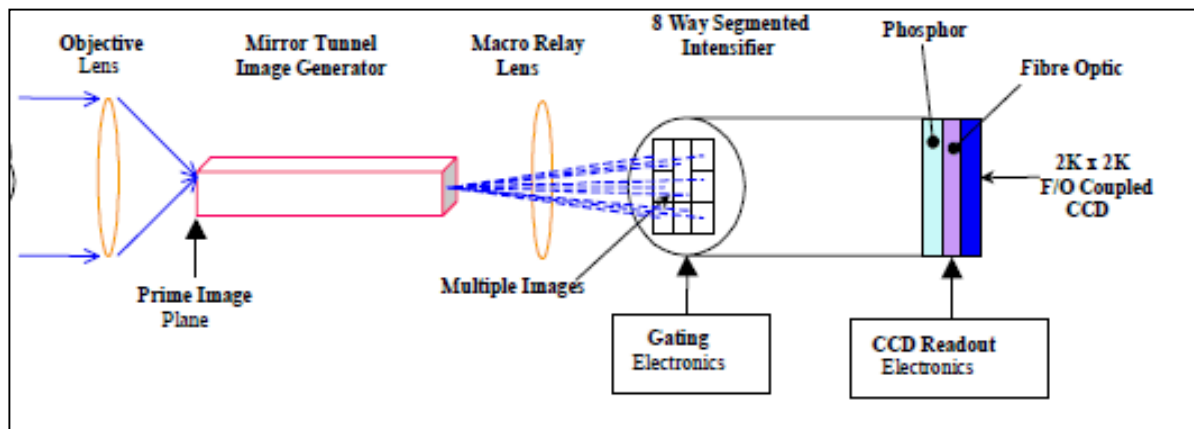 Objective
Lens
Mirror Tunnel
Image Generator
Macro Relay
Lens
8 Way Segmented
Intensifier
Phosphor
Fibre Optic
2K x 2K
F/O Coupled
CCD
Prime Image
Plane
Multiple Images
Gating
Electronics
CCD Readout
Electronics